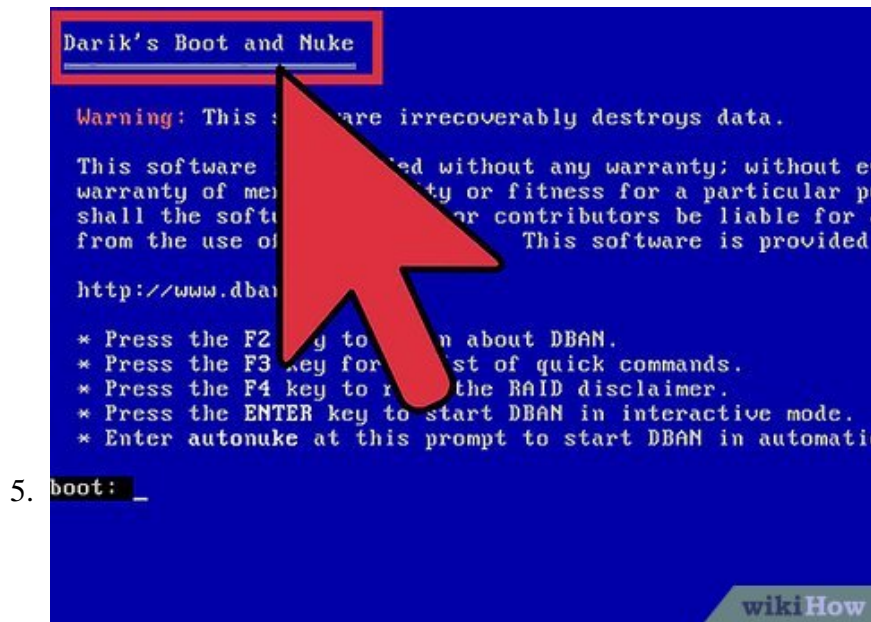 Darik's Boot and Nuke
Warning: This irrecoverably destroys data.
This software without any warranty; without
warranty of or fitness for a particular
shall the or contributors be liable for
from the use This software is provided
* Press the F2 about DBAN.
* Press the F3 key for of quick commands.
* Press the F4 key to the RAID disclaimer.
* Press the ENTER key to start DBAN in interactive mode.
* Enter autonuke at this prompt to start DBAN in
5. boot: _
wikiHow